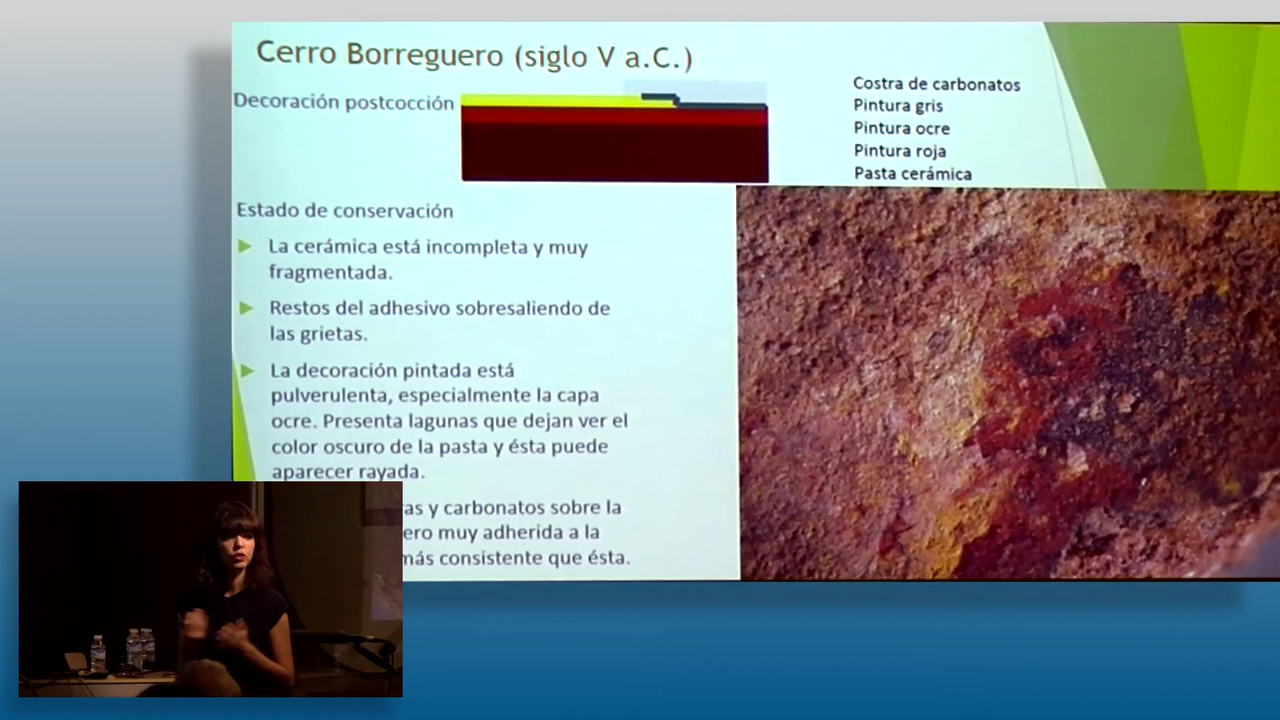 Cerro Borreguero (siglo V a.C.)
Decoración postcocción
Costra de carbonatos
Pintura gris
Pintura ocre
Pintura roja
Pasta cerámica
Estado de conservación
La cerámica está incompleta y muy
fragmentada.
Restos del adhesivo sobresaliendo de
las grietas.
La decoración pintada está
pulverulenta, especialmente la capa
ocre. Presenta lagunas que dejan ver el
color oscuro de la pasta y ésta puede
aparecer rayada.
y carbonatos sobre la
muy adherida a la
más consistente que ésta.